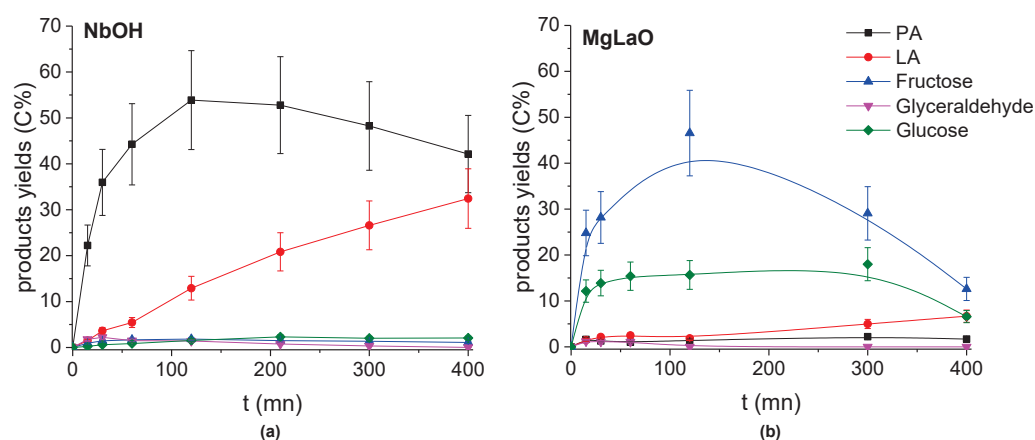 NbOH
products yields (C%)
70
60
50
40
30
20
10
0
0 100 200 300 400
t (mn)
(a)
MgLaO
products yields (C%)
70
60
50
40
30
20
10
0
0 100 200 300 400
t (mn)
(b)
PA
LA
Fructose
Glyceraldehyde
Glucose